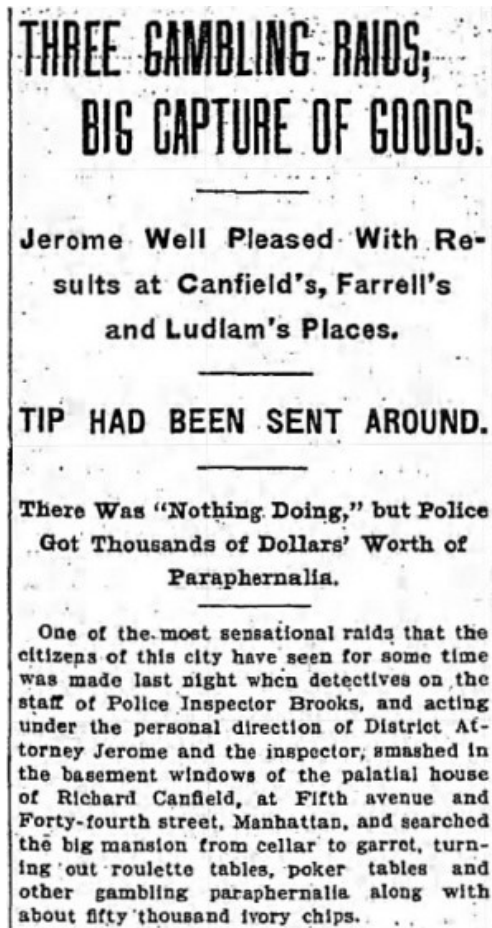 THREE GAMBLING RAIDS;
BIG CAPTURE OF GOODS.
Jerome Well Pleased With Re-
sults at Canfield's, Farrell's
and Ludlam's Places.
TIP HAD BEEN SENT AROUND.
There Was "Nothing Doing," but Police
Got Thousands of Dollars' Worth of
Paraphernalia.
One of the most sensational raids that the
citizens of this city have seen for some time
was made last night when detectives on the
staff of Police Inspector Brooks, and acting
under the personal direction of District At-
torney Jerome and the inspector, smashed in
the basement windows of the palatial house
of Richard Canfield, at Fifth avenue and
Forty-fourth street, Manhattan, and searched
the big mansion from cellar to garret, turn-
ing out roulette tables, poker tables and
other gambling paraphernalia along with
about fifty thousand ivory chips.